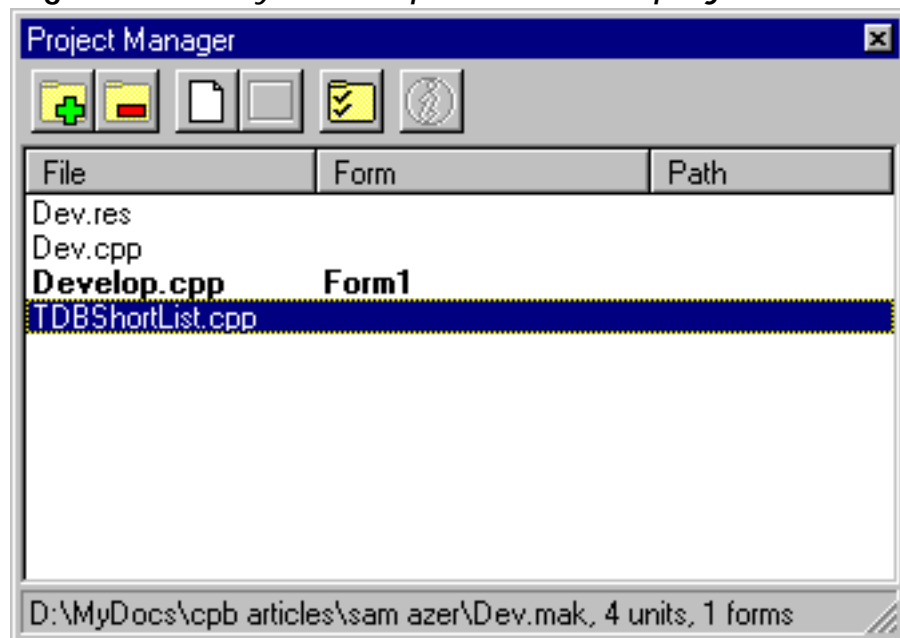 Project Manager
File Form Path
Dev.res
Dev.cpp
Develop.cpp Form1
TDBShortList.cpp
D:\MyDocs\cpb articles\sam azer\Dev.mak, 4 units, 1 forms